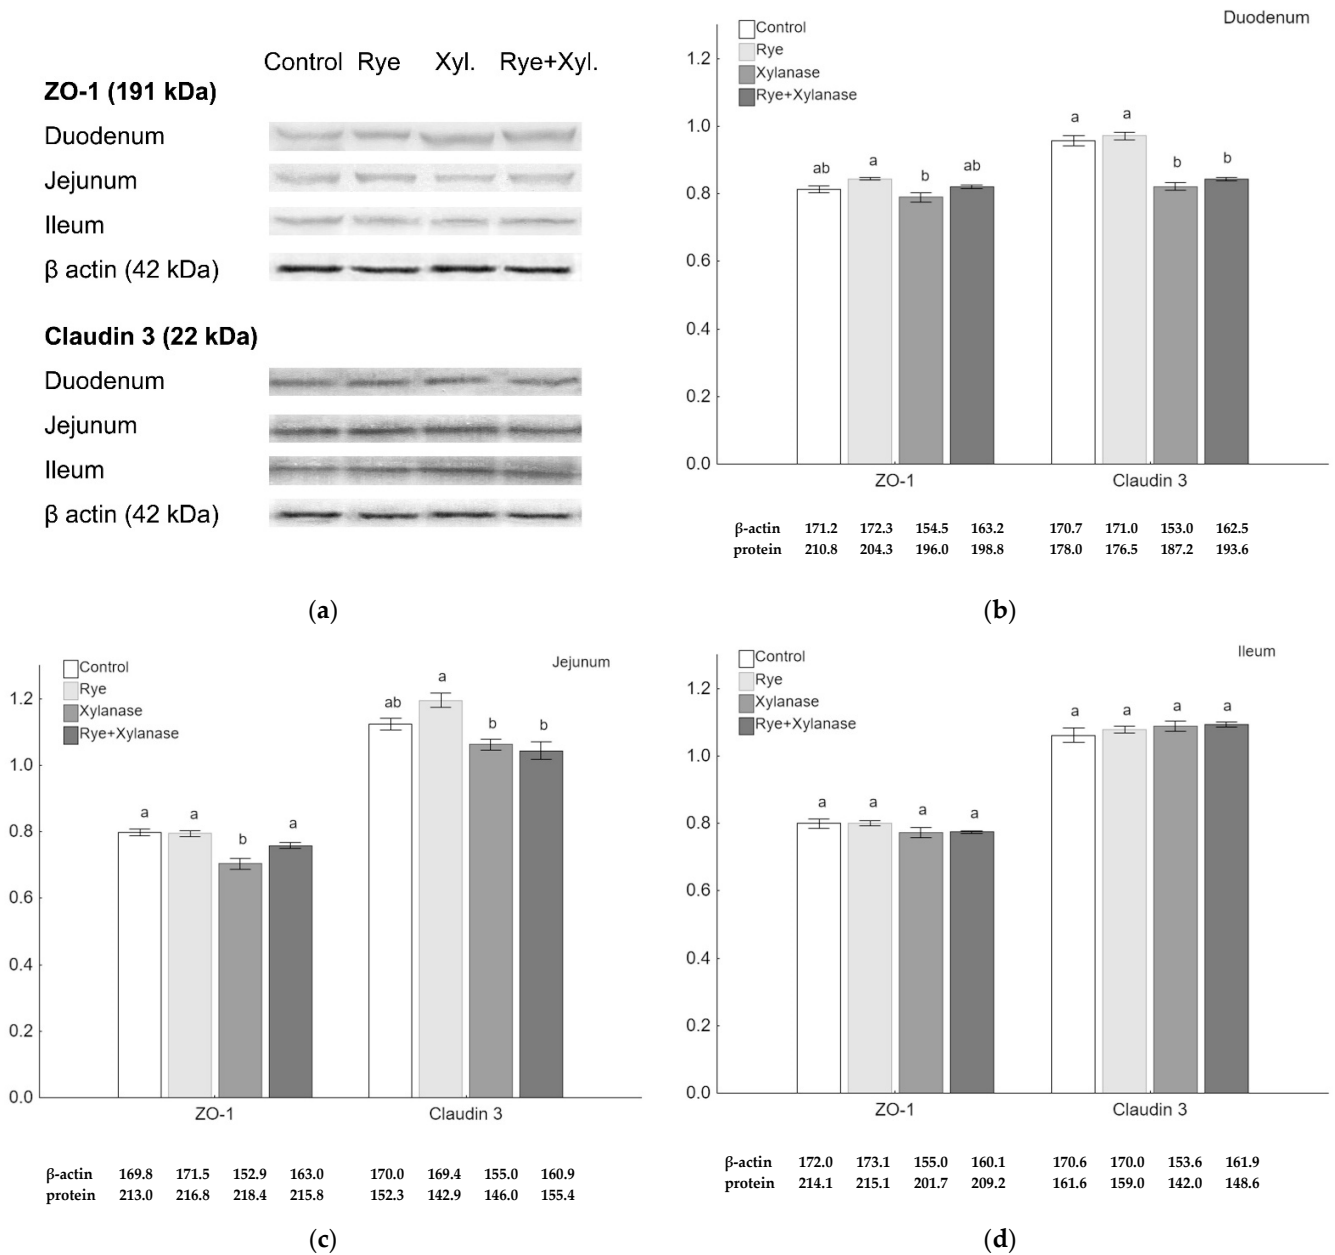 Control Rye Xyl. Rye+Xyl.
ZO-1 (191 kDa)
Duodenum
Jejunum
Ileum
β actin (42 kDa)
Claudin 3 (22 kDa)
Duodenum
Jejunum
Ileum
β actin (42 kDa)
(a)
Duodenum
Control
Rye
Xylanase
Rye+Xylanase
1.2
1.0
0.8
0.6
0.4
0.2
0.0
ab a b ab
a a b b
ZO-1 Claudin 3
β-actin 171.2 172.3 154.5 163.2 170.7 171.0 153.0 162.5
protein 210.8 204.3 196.0 198.8 178.0 176.5 187.2 193.6
(b)
Jejunum
Control
Rye
Xylanase
Rye+Xylanase
1.2
1.0
0.8
0.6
0.4
0.2
0.0
a a b a
ab a b b
ZO-1 Claudin 3
β-actin 169.8 171.5 152.9 163.0 170.0 169.4 155.0 160.9
protein 213.0 216.8 218.4 215.8 152.3 142.9 146.0 155.4
(c)
Ileum
Control
Rye
Xylanase
Rye+Xylanase
1.2
1.0
0.8
0.6
0.4
0.2
0.0
a a a a
a a a a
ZO-1 Claudin 3
β-actin 172.0 173.1 155.0 160.1 170.6 170.0 153.6 161.9
protein 214.1 215.1 201.7 209.2 161.6 159.0 142.0 148.6
(d)